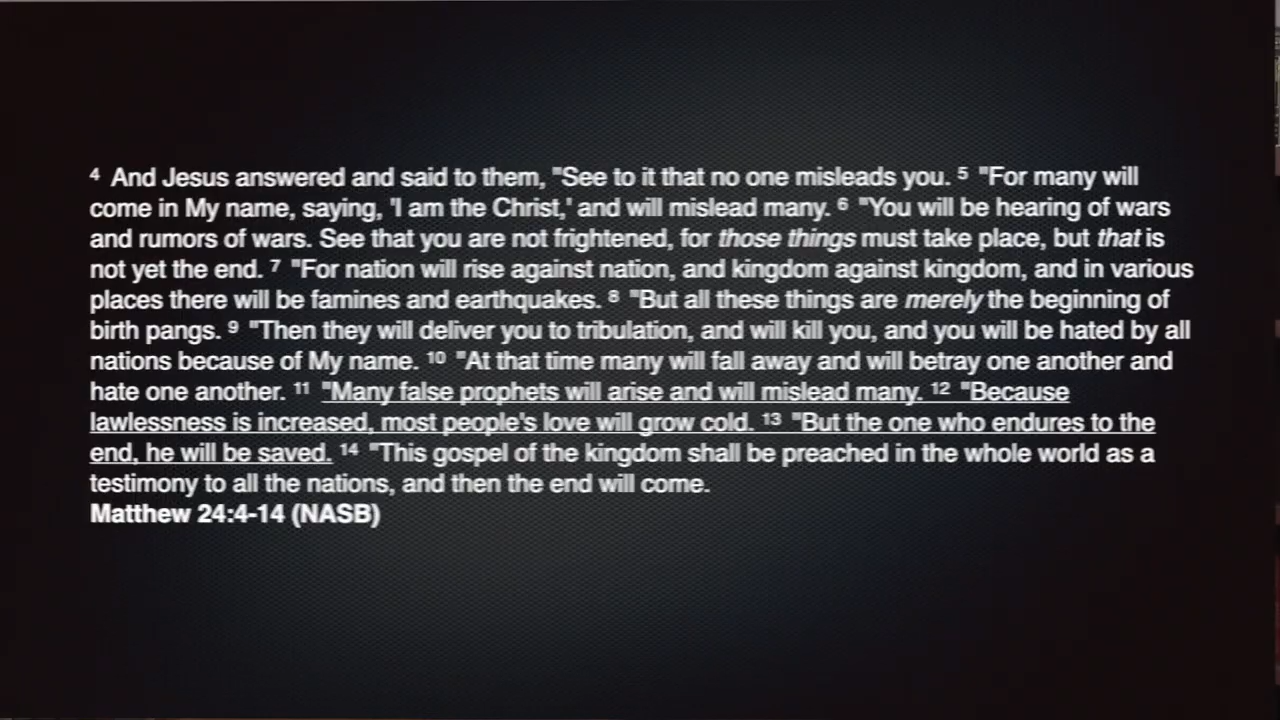 4 And Jesus answered and said to them, "See to it that no one misleads you. 5 "For many will
come in My name, saying, 'I am the Christ,' and will mislead many. 6 "You will be hearing of wars
and rumors of wars. See that you are not frightened, for those things must take place, but that is
not yet the end. 7 "For nation will rise against nation, and kingdom against kingdom, and in various
places there will be famines and earthquakes. 8 "But all these things are merely the beginning of
birth pangs. 9 "Then they will deliver you to tribulation, and will kill you, and you will be hated by all
nations because of My name. 10 "At that time many will fall away and will betray one another and
hate one another. 11 "Many false prophets will arise and will mislead many. 12 "Because
lawlessness is increased, most people's love will grow cold. 13 "But the one who endures to the
end, he will be saved. 14 "This gospel of the kingdom shall be preached in the whole world as a
testimony to all the nations, and then the end will come.
Matthew 24:4-14 (NASB)